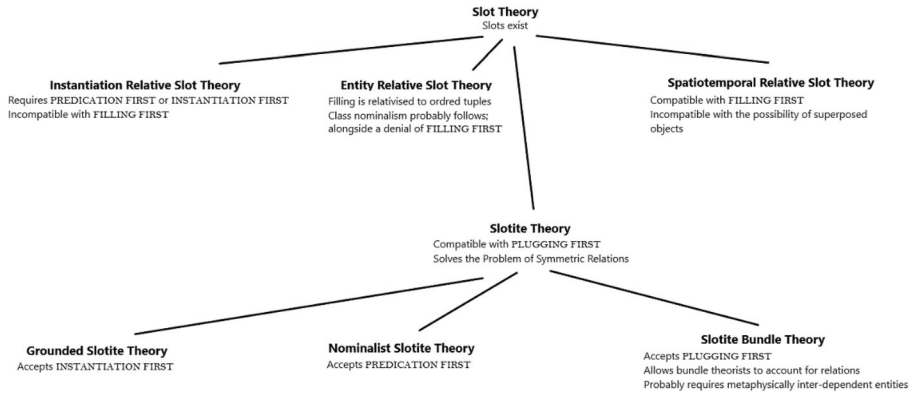 Slot Theory
Slots exist
Instantiation Relative Slot Theory
Requires PREDICATION FIRST or INSTANTIATION FIRST
Incompatible with FILLING FIRST
Entity Relative Slot Theory
Filling is relativised to ordred tuples
Class nominalism probably follows;
alongside a denial of FILLING FIRST
Spatiotemporal Relative Slot Theory
Compatible with FILLING FIRST
Incompatible with the possibility of superposed
objects
Slotite Theory
Compatible with PLUGGING FIRST
Solves the Problem of Symmetric Relations
Grounded Slotite Theory
Accepts INSTANTIATION FIRST
Nominalist Slotite Theory
Accepts PREDICATION FIRST
Slotite Bundle Theory
Accepts PLUGGING FIRST
Allows bundle theorists to account for relations
Probably requires metaphysically inter-dependent entities